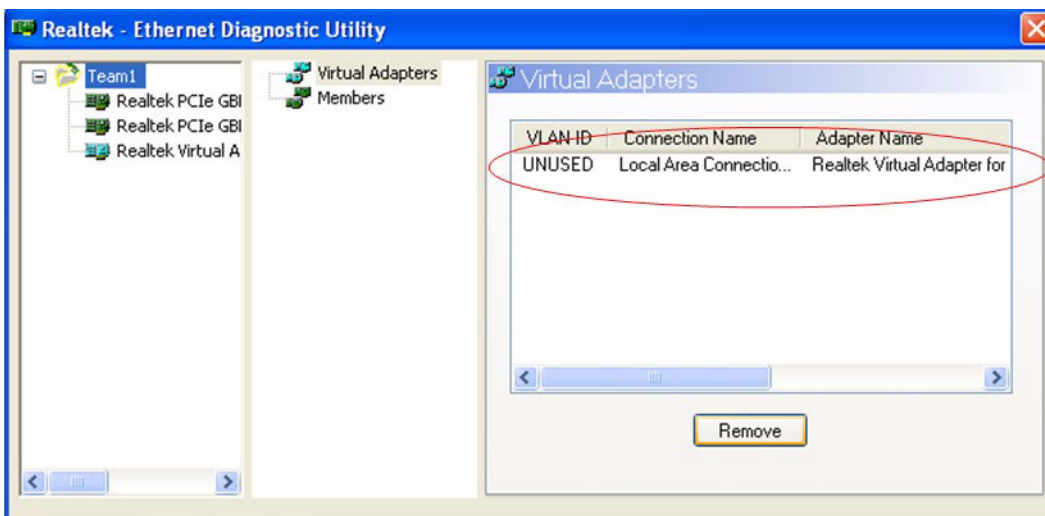 Realtek - Ethernet Diagnostic Utility
Team1
Realtek PCIe GBI
Realtek PCIe GBI
Realtek Virtual A
Virtual Adapters
Members
Virtual Adapters
VLAN ID Connection Name Adapter Name
UNUSED Local Area Connectio... Realtek Virtual Adapter for
Remove